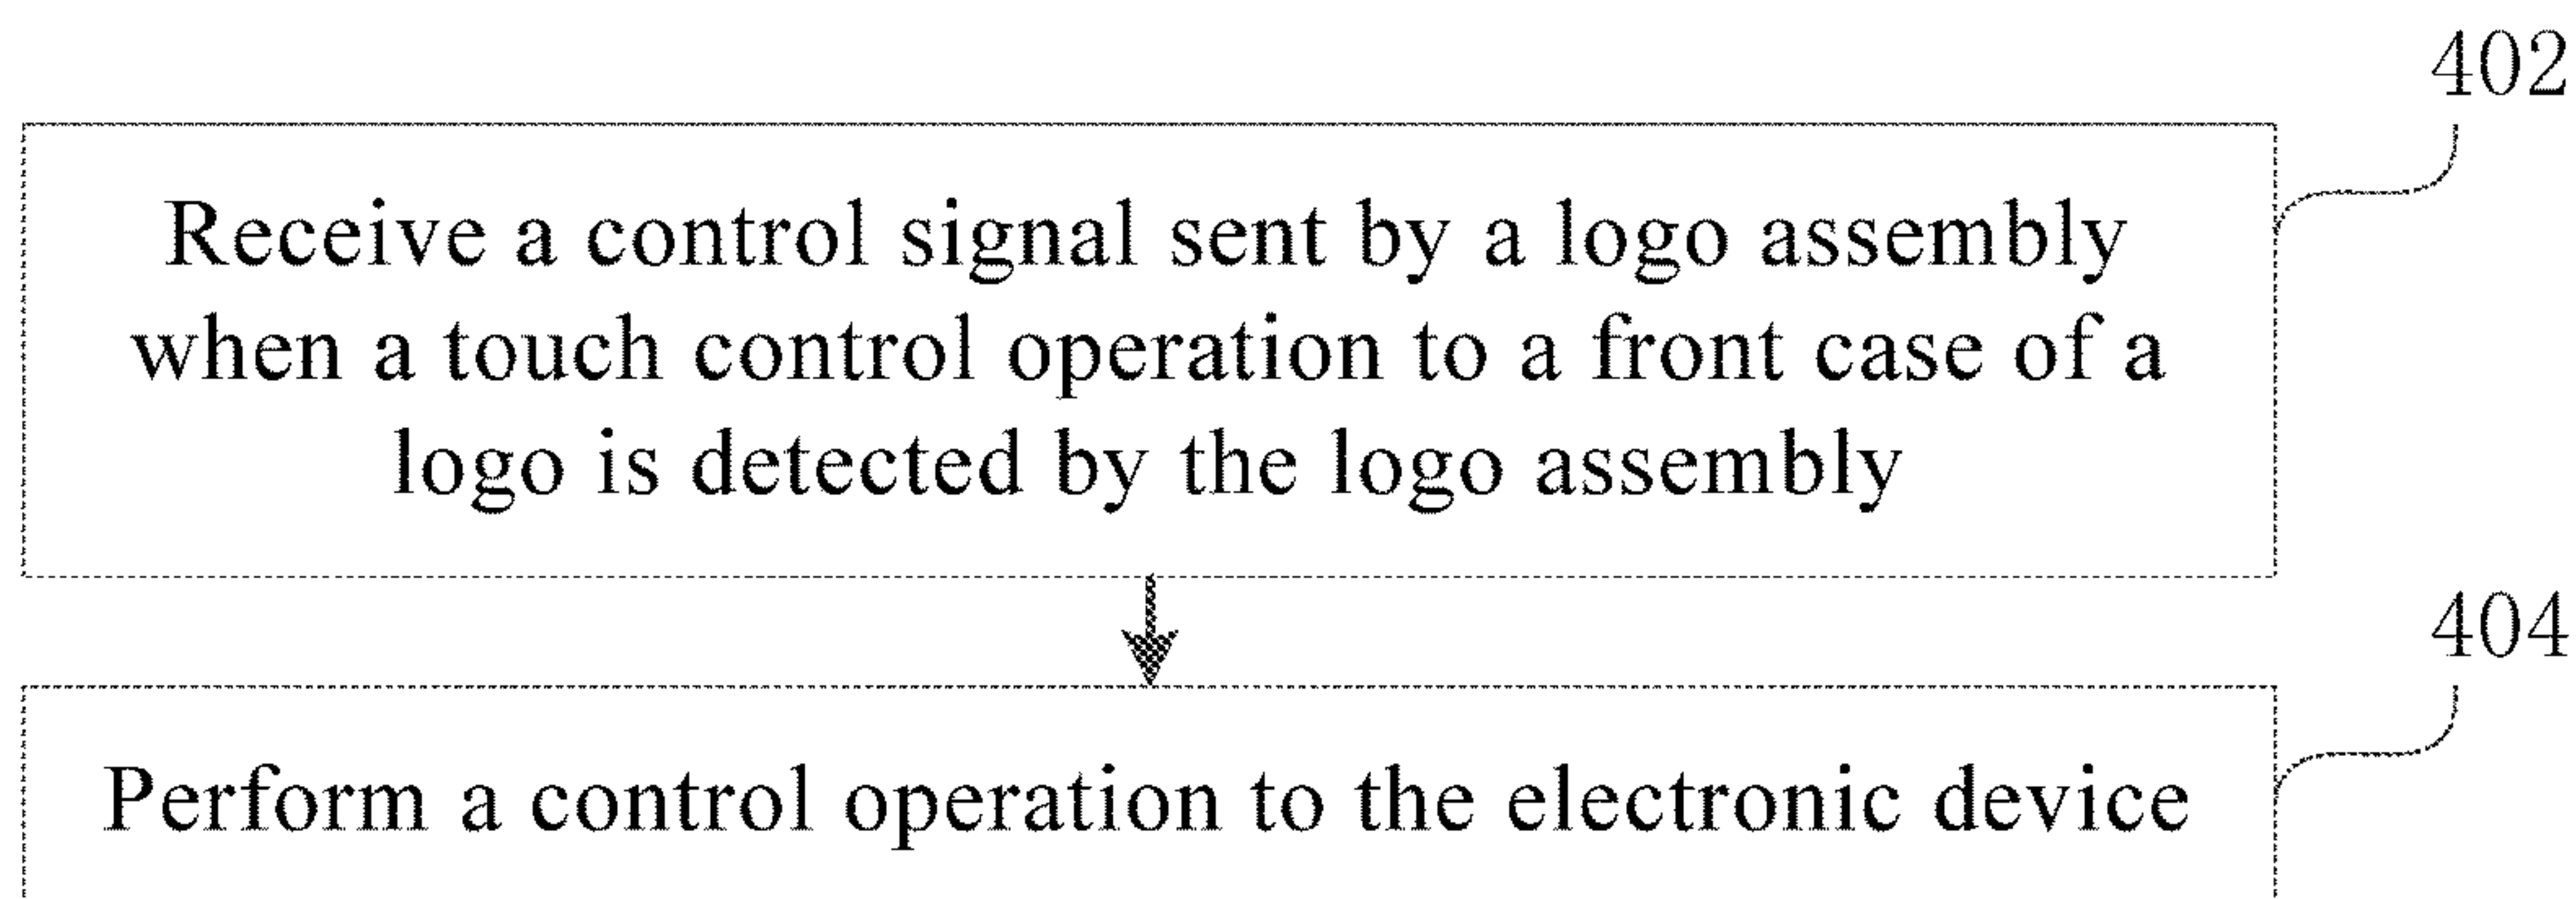 402
Receive a control signal sent by a logo assembly
when a touch control operation to a front case of a
logo is detected by the logo assembly
404
Perform a control operation to the electronic device